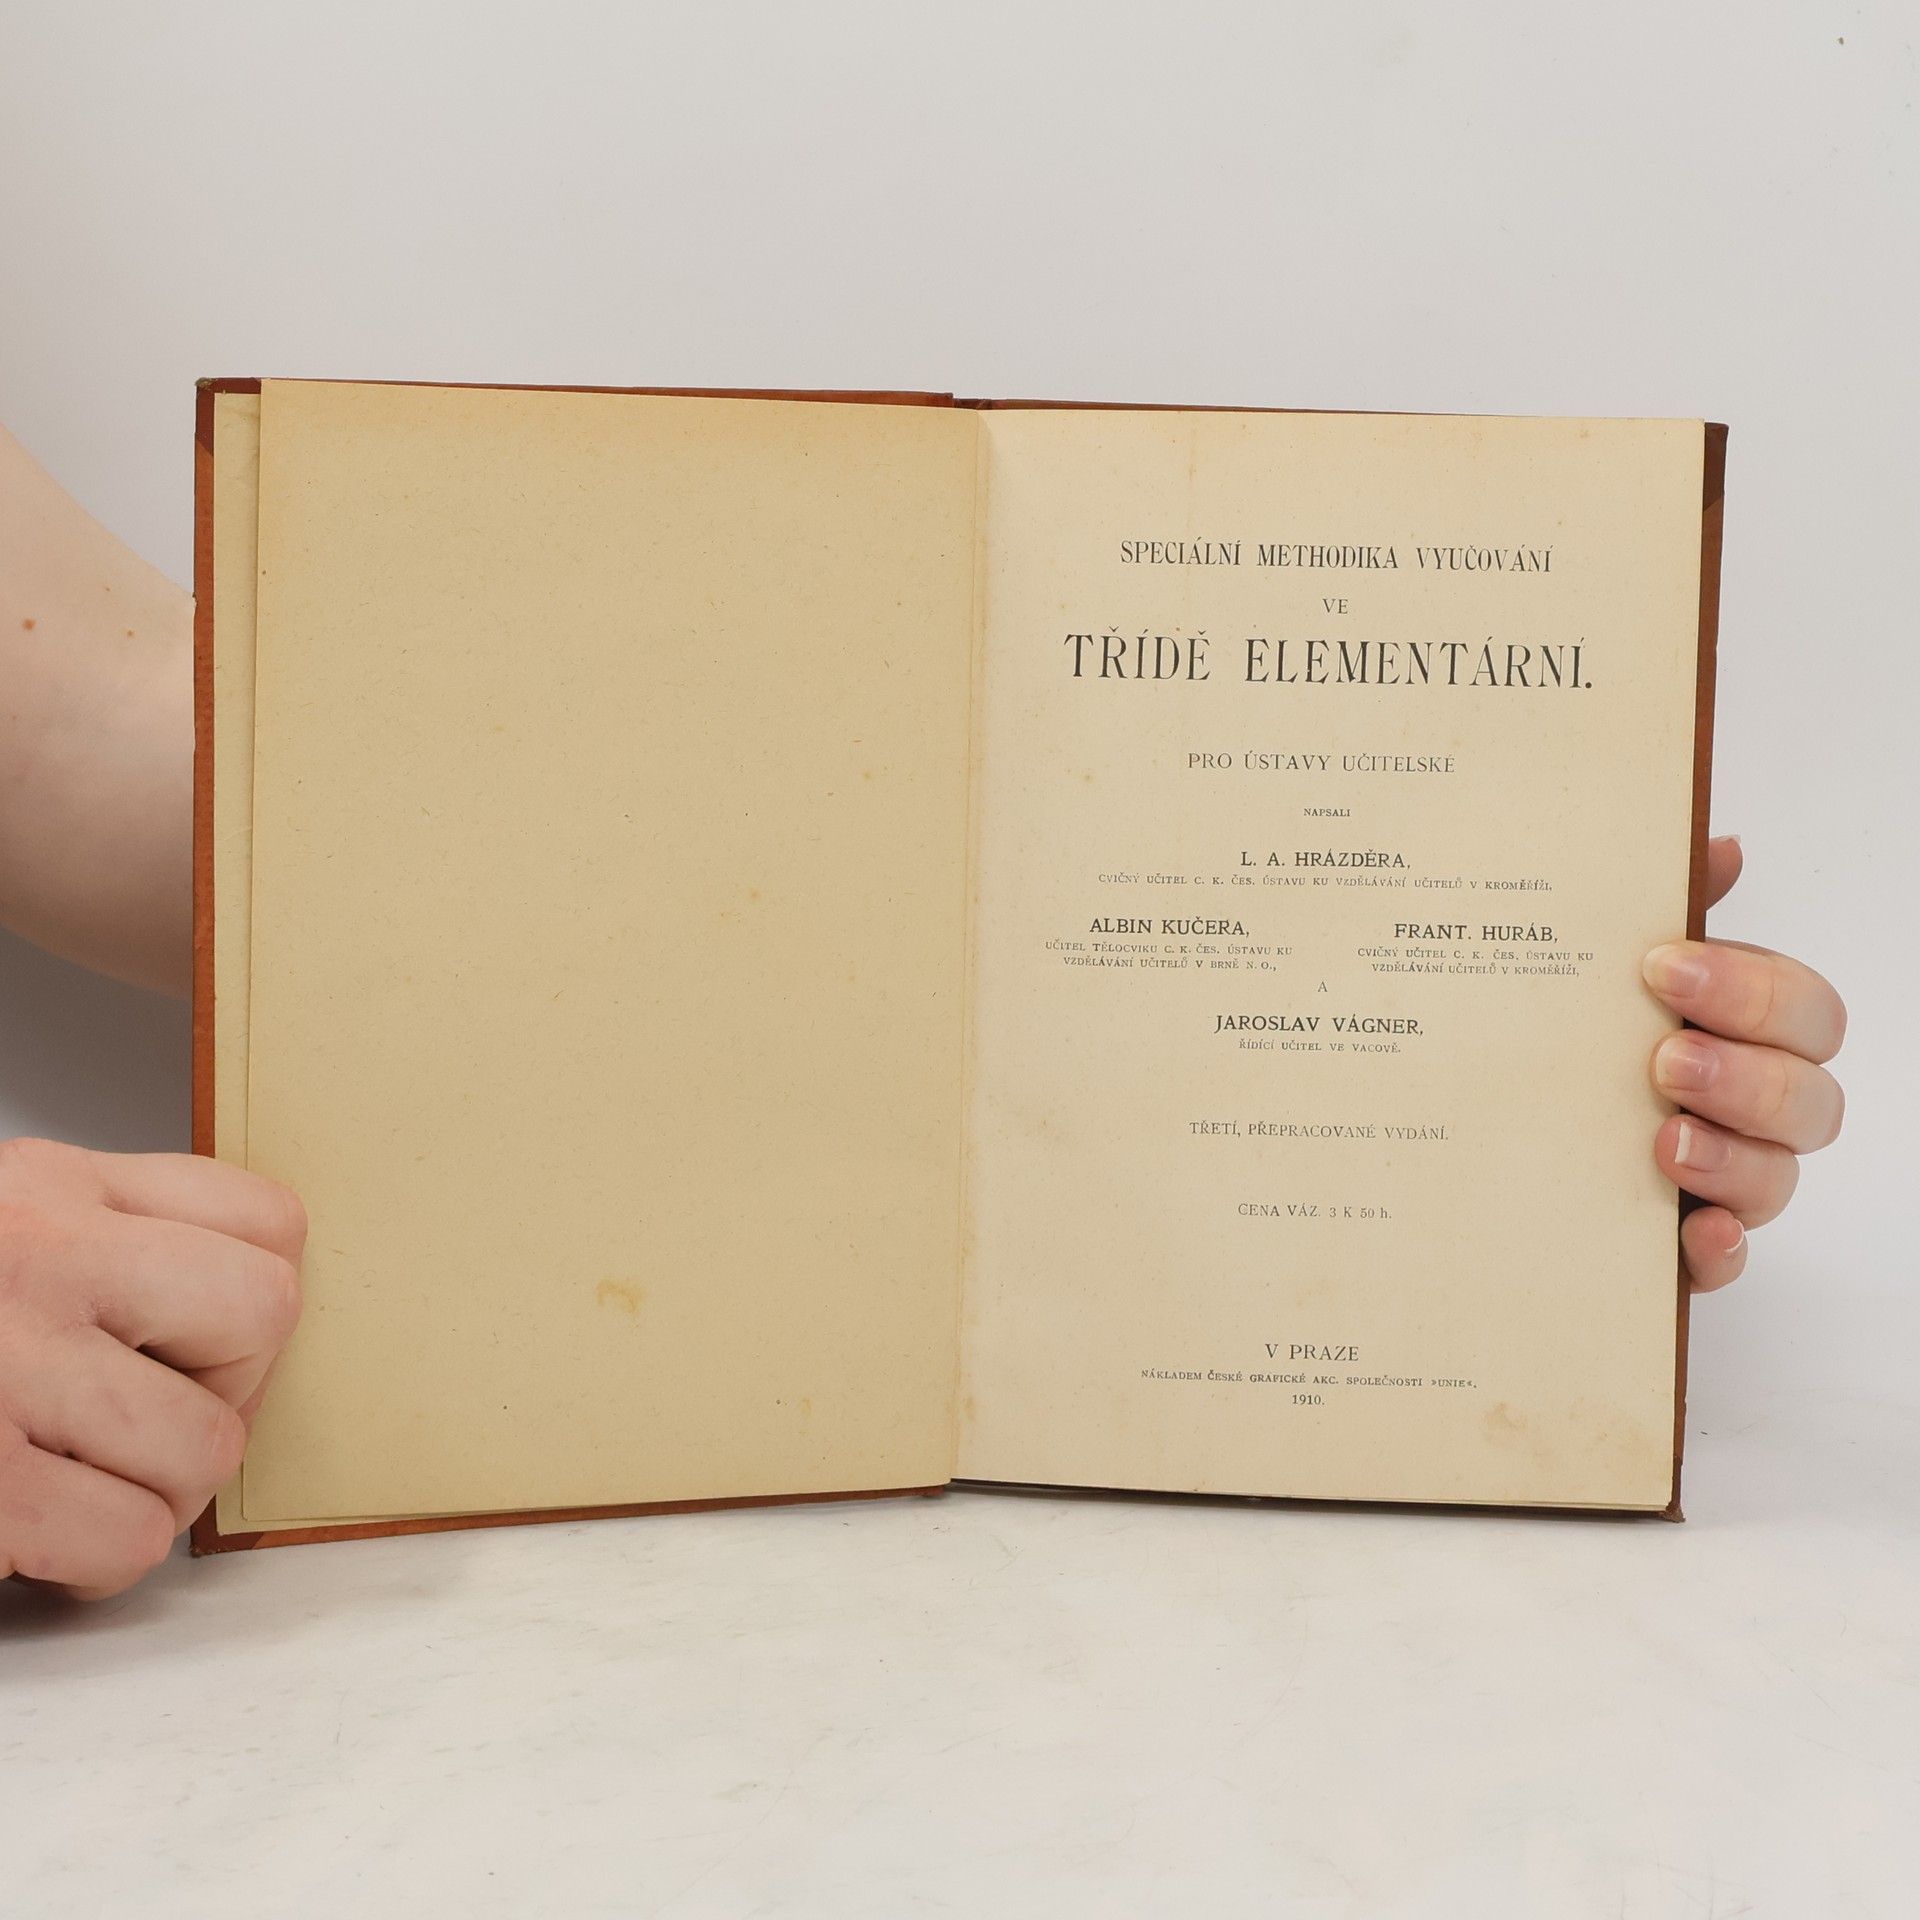 SPECIÁLNÍ METHODIKA VYUČOVÁNÍ
VE
TŘÍDĚ ELEMENTÁRNÍ.
PRO ÚSTAVY UČITELSKÉ
NAPSALI
L. A. HRÁZDĚRA,
CVIČNÝ UČITEL C. K. ČES. ÚSTAVU KU VZDĚLÁVÁNÍ UČITELŮ V KROMĚŘÍŽI,
ALBIN KUČERA,
UČITEL TĚLOCVIKU C. K. ČES. ÚSTAVU KU
VZDĚLÁVÁNÍ UČITELŮ V BRNĚ N. O.,
FRANT. HURÁB,
CVIČNÝ UČITEL C. K. ČES. ÚSTAVU KU
VZDĚLÁVÁNÍ UČITELŮ V KROMĚŘÍŽI,
A
JAROSLAV VÁGNER,
ŘÍDÍCÍ UČITEL VE VACOVĚ.
TŘETÍ, PŘEPRACOVANÉ VYDÁNÍ.
CENA VÁZ. 3 K 50 h.
V PRAZE
NÁKLADEM ČESKÉ GRAFICKÉ AKC. SPOLEČNOSTI »UNIE«.
1910.